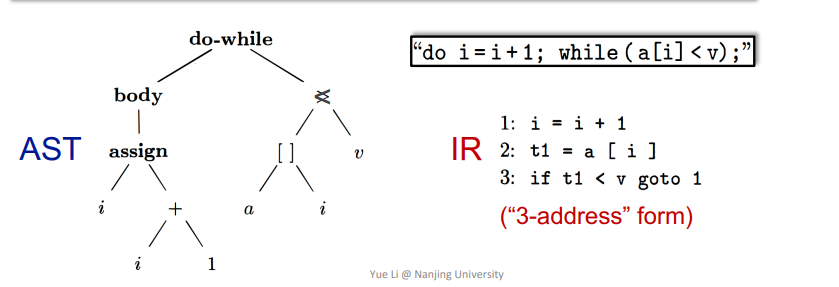 do-while
"do i=i+1; while(a[i]<v);"
body
<
AST
assign
[ ]
v
i
+
a
i
i
1
IR
1: i = i + 1
2: t1 = a [ i ]
3: if t1 < v goto 1
("3-address" form)
Yue Li @ Nanjing University